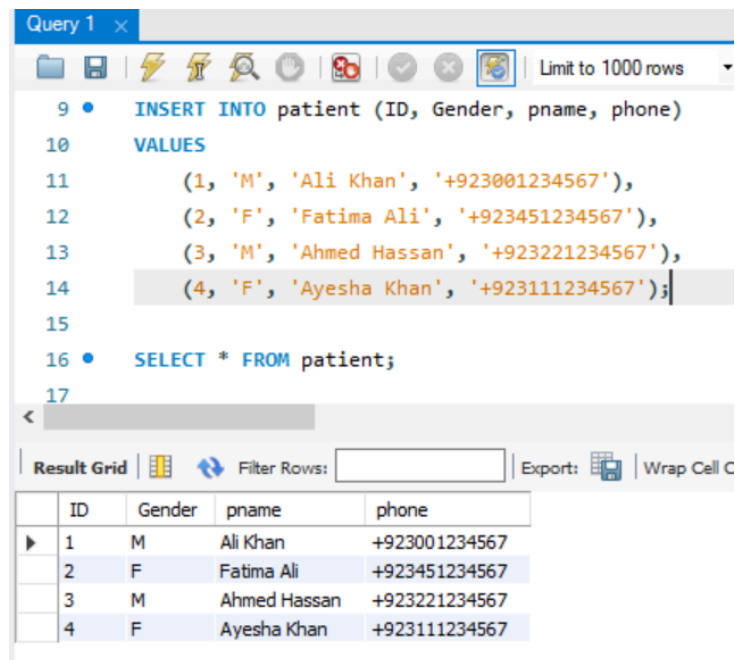 Query 1
Limit to 1000 rows
9 INSERT INTO patient (ID, Gender, pname, phone)
10 VALUES
11 (1, 'M', 'Ali Khan', '+923001234567'),
12 (2, 'F', 'Fatima Ali', '+923451234567'),
13 (3, 'M', 'Ahmed Hassan', '+923221234567'),
14 (4, 'F', 'Ayesha Khan', '+923111234567');
15
16 SELECT * FROM patient;
17
Result Grid Filter Rows: Export: Wrap Cell C
ID Gender pname phone
1 M Ali Khan +923001234567
2 F Fatima Ali +923451234567
3 M Ahmed Hassan +923221234567
4 F Ayesha Khan +923111234567